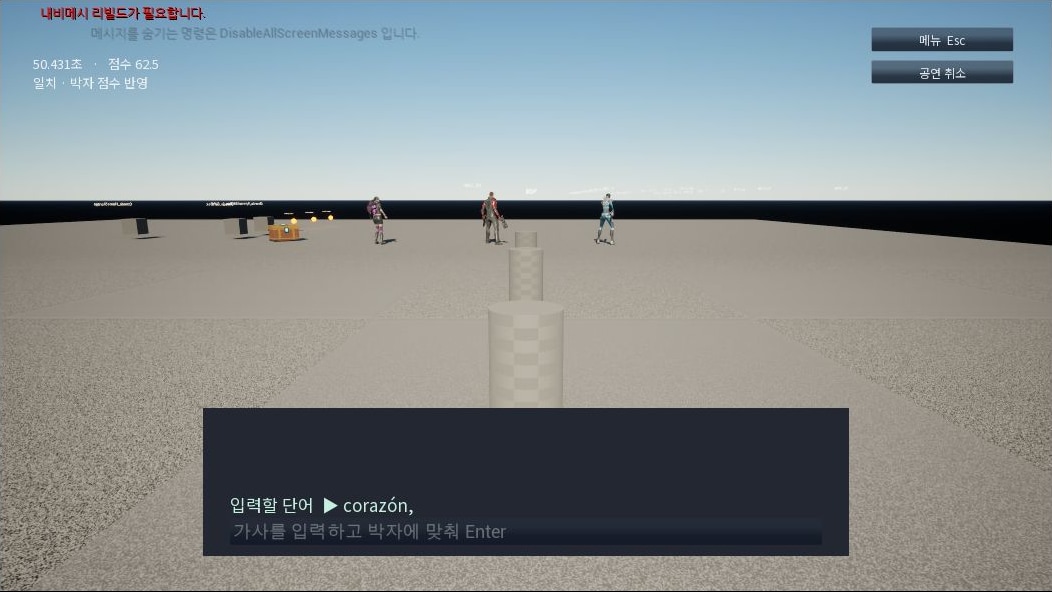 내비메시 리빌드가 필요합니다.
메시지를 숨기는 명령은 DisableAllScreenMessages 입니다.
메뉴 Esc
50.431초 · 점수 62.5
공연 취소
일치 · 박자 점수 반영
입력할 단어 ▶ corazón,
가사를 입력하고 박자에 맞춰 Enter